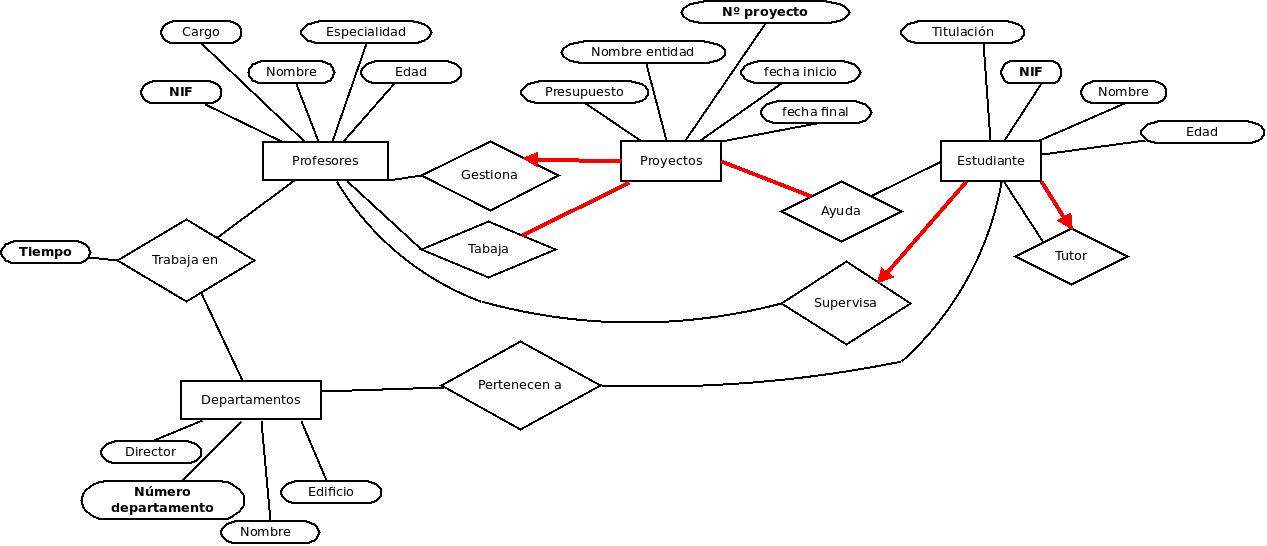 Nº proyecto
Cargo
Especialidad
Titulación
Nombre entidad
Nombre
Edad
fecha inicio
NIF
NIF
Presupuesto
Nombre
fecha final
Edad
Profesores
Proyectos
Estudiante
Gestiona
Ayuda
Tabaja
Tiempo
Trabaja en
Tutor
Supervisa
Pertenecen a
Departamentos
Director
Número
departamento
Edificio
Nombre